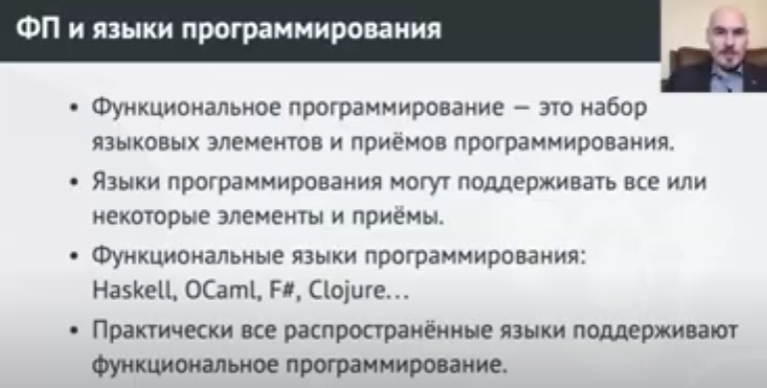 ФП и языки программирования
• Функциональное программирование — это набор
языковых элементов и приёмов программирования.
• Языки программирования могут поддерживать все или
некоторые элементы и приёмы.
• Функциональные языки программирования:
Haskell, OCaml, F#, Clojure...
• Практически все распространённые языки поддерживают
функциональное программирование.